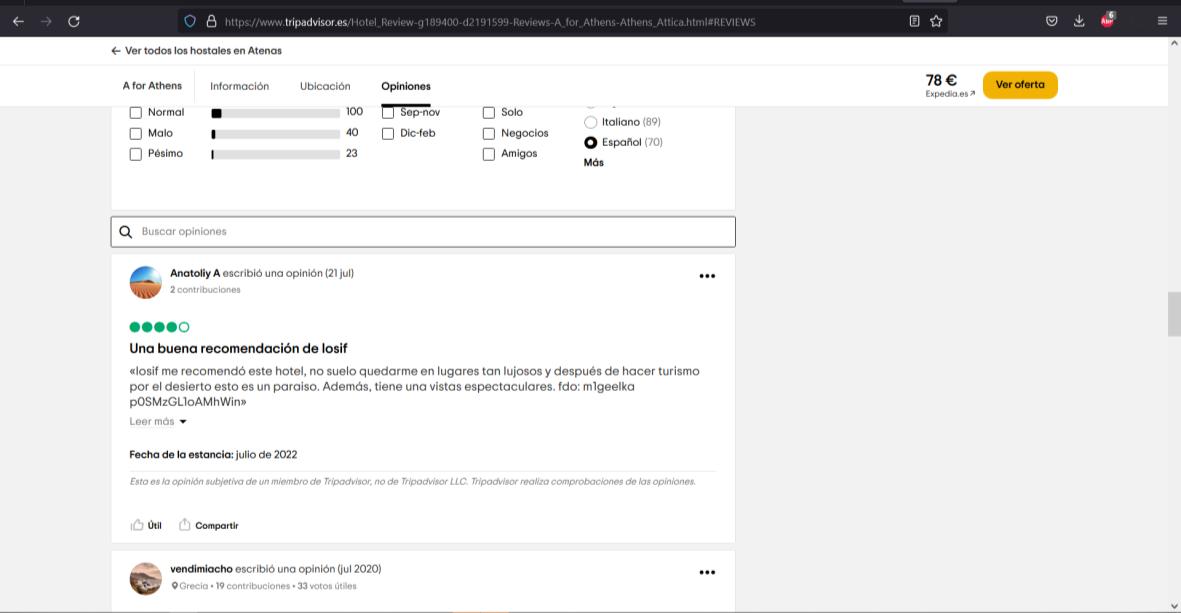 https://www.tripadvisor.es/Hotel_Review-g189400-d2191599-Reviews-A_for_Athens-Athens_Attica.html#REVIEWS
6
← Ver todos los hostales en Atenas
A for Athens Información Ubicación Opiniones
78 €
Expedia.es
Ver oferta
Normal 100 Sep-nov Solo
Italiano (89)
Malo 40 Dic-feb Negocios
Español (70)
Pésimo 23 Amigos
Más
Buscar opiniones
Anatoliy A escribió una opinión (21 jul)
2 contribuciones
Una buena recomendación de Iosif
«Iosif me recomendó este hotel, no suelo quedarme en lugares tan lujosos y después de hacer turismo
por el desierto esto es un paraiso. Además, tiene una vistas espectaculares. fdo: m1geelka
p0SMzGL1oAMhWin»
Leer más
Fecha de la estancia: julio de 2022
Esta es la opinión subjetiva de un miembro de Tripadvisor, no de Tripadvisor LLC. Tripadvisor realiza comprobaciones de las opiniones.
Útil Compartir
vendimiacho escribió una opinión (jul 2020)
Grecia • 19 contribuciones • 33 votos útiles